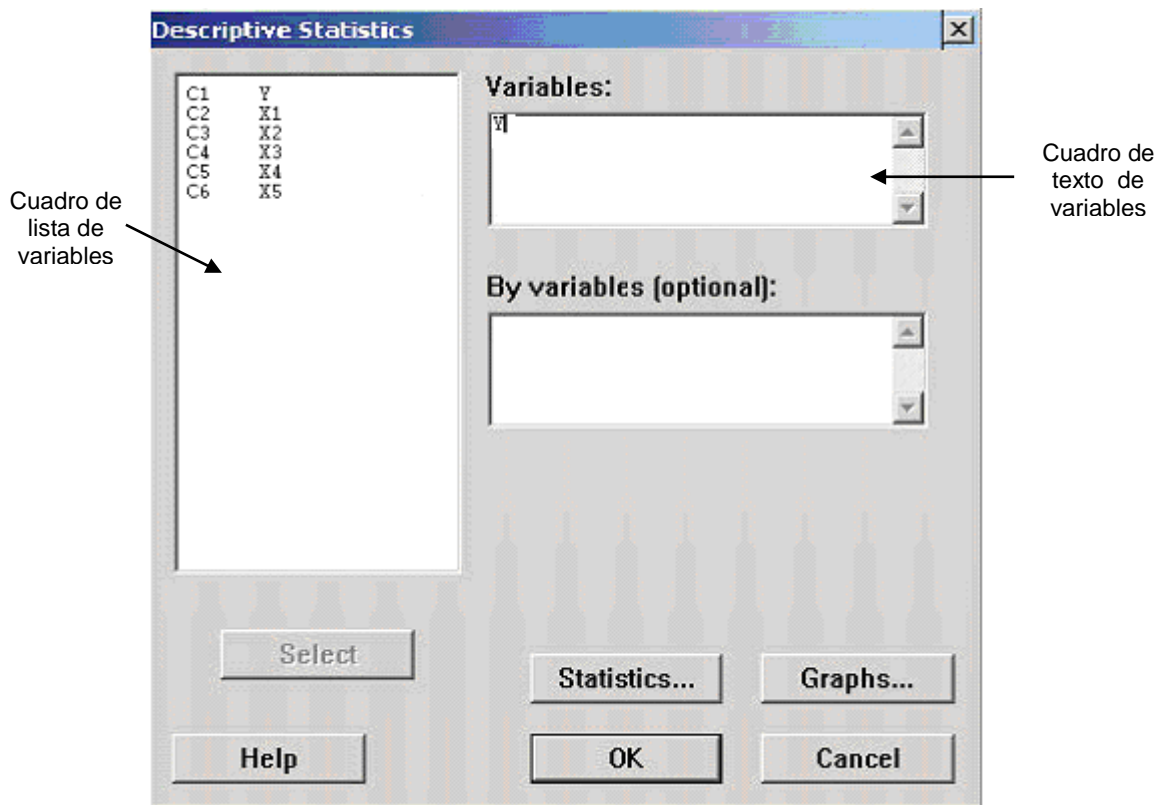 Descriptive Statistics
C1 Y
C2 X1
C3 X2
C4 X3
C5 X4
C6 X5
Variables:
Y
By variables (optional):
Select
Statistics...
Graphs...
Help
OK
Cancel
Cuadro de
lista de
variables
Cuadro de
texto de
variables